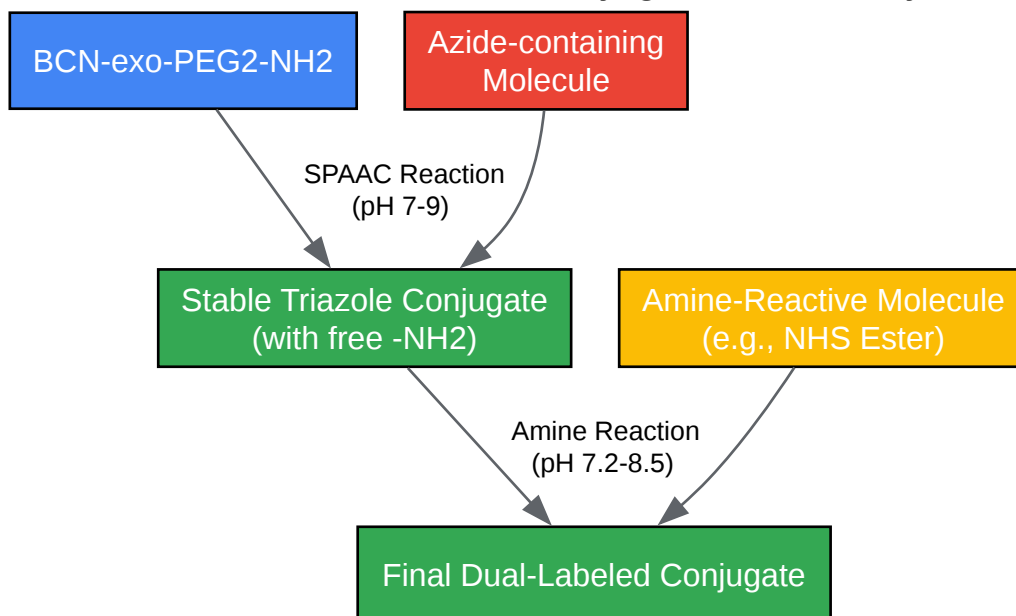 BCN-exo-PEG2-NH2
Azide-containing
Molecule
SPAAC Reaction
(pH 7-9)
Stable Triazole Conjugate
(with free -NH2)
Amine-Reactive Molecule
(e.g., NHS Ester)
Amine Reaction
(pH 7.2-8.5)
Final Dual-Labeled Conjugate